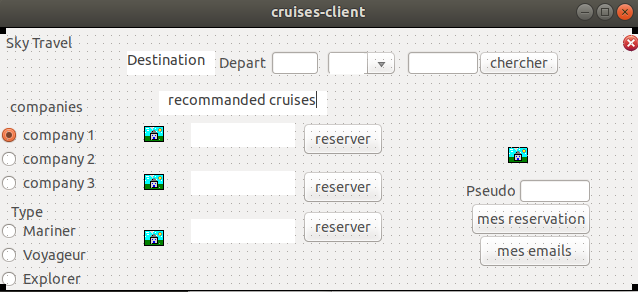 cruises-client
Sky Travel
Destination Depart chercher
recommanded cruises
companies
company 1 reserver
company 2
company 3 reserver
Pseudo
Type
Mariner reserver mes reservation
Voyageur mes emails
Explorer